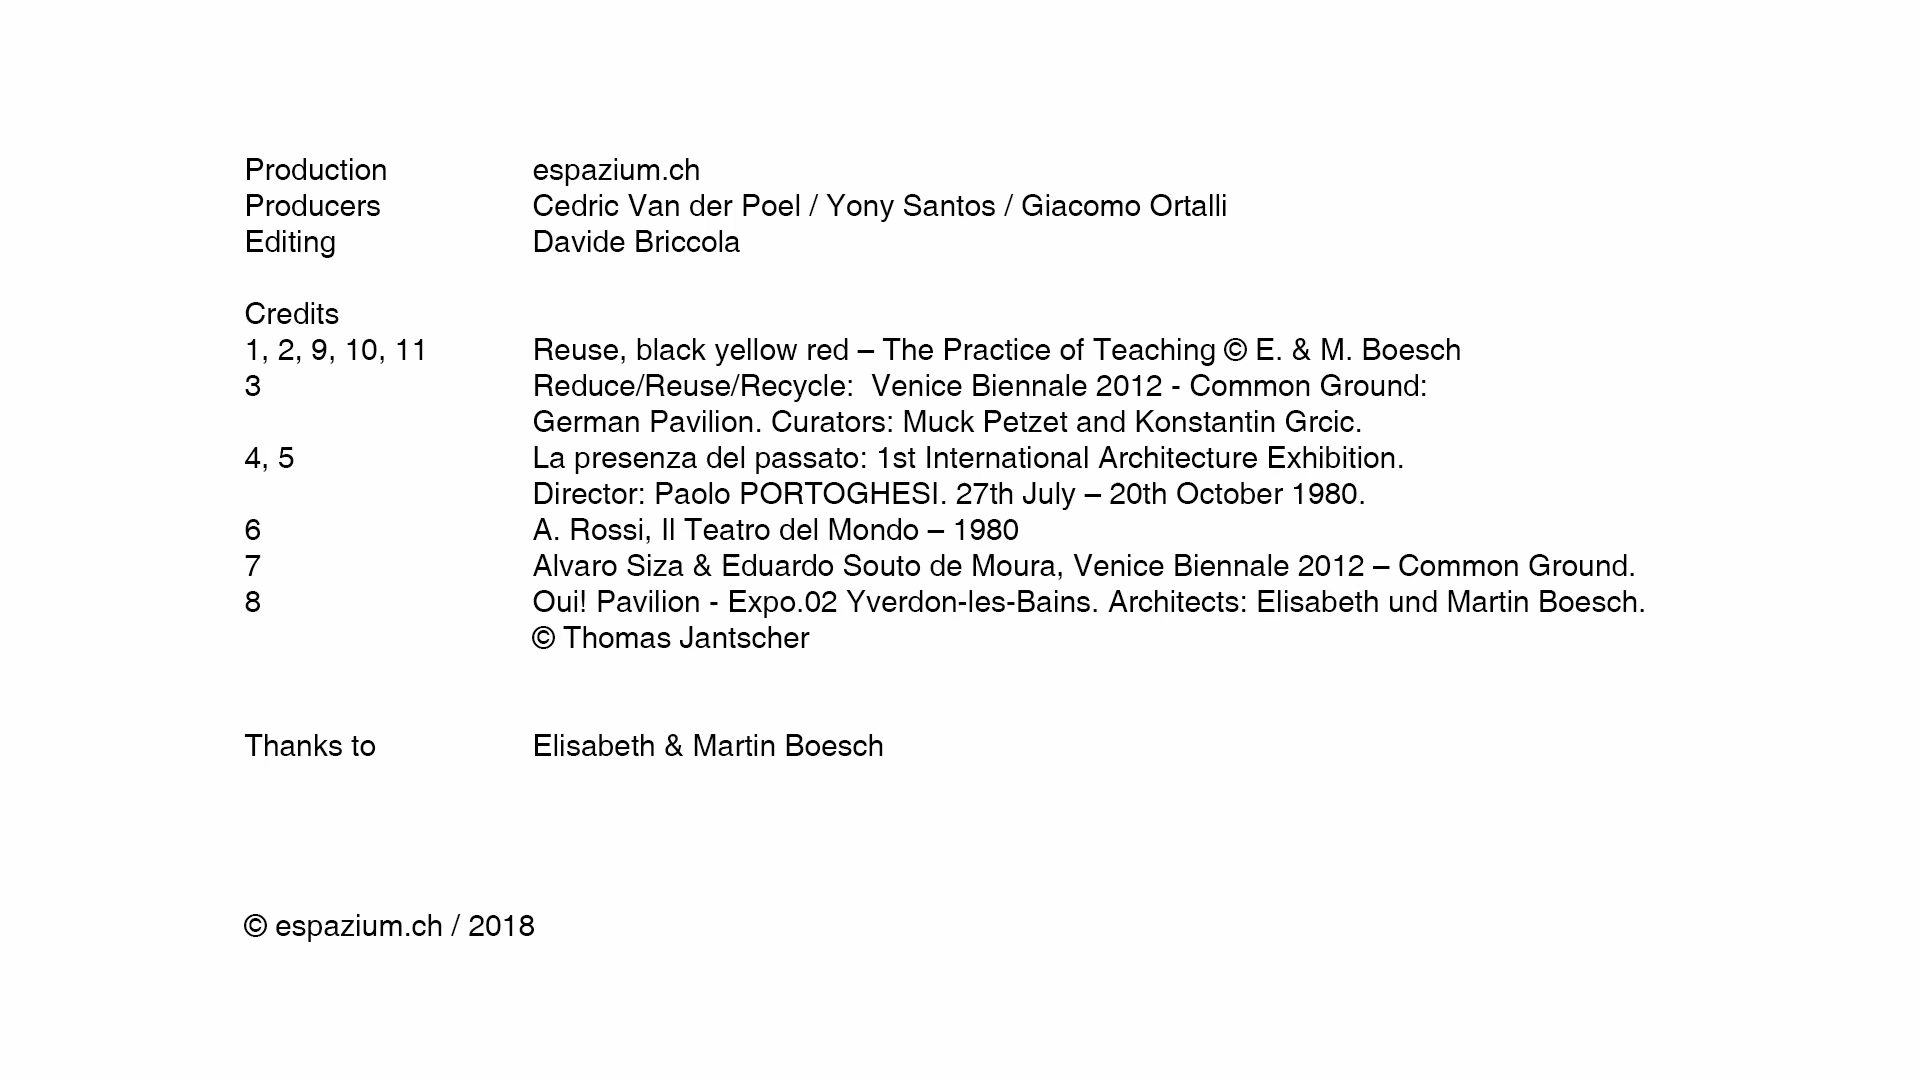 Production espazium.ch
Producers Cedric Van der Poel / Yony Santos / Giacomo Ortalli
Editing Davide Briccola
Credits
1, 2, 9, 10, 11 Reuse, black yellow red – The Practice of Teaching © E. & M. Boesch
3 Reduce/Reuse/Recycle:  Venice Biennale 2012 - Common Ground:
German Pavilion. Curators: Muck Petzet and Konstantin Grcic.
4, 5 La presenza del passato: 1st International Architecture Exhibition.
Director: Paolo PORTOGHESI. 27th July – 20th October 1980.
6 A. Rossi, Il Teatro del Mondo – 1980
7 Alvaro Siza & Eduardo Souto de Moura, Venice Biennale 2012 – Common Ground.
8 Oui! Pavilion - Expo.02 Yverdon-les-Bains. Architects: Elisabeth und Martin Boesch.
© Thomas Jantscher
Thanks to Elisabeth & Martin Boesch
© espazium.ch / 2018